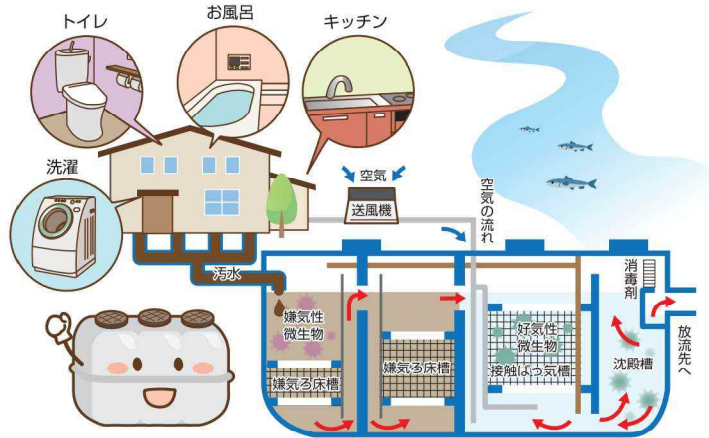 トイレ
お風呂
キッチン
洗濯
空気
送風機
空気の流れ
汚水
嫌気性
微生物
嫌気ろ床槽
嫌気ろ床槽
好気性
微生物
接触ばっ気槽
消毒剤
沈殿槽
放流先へ